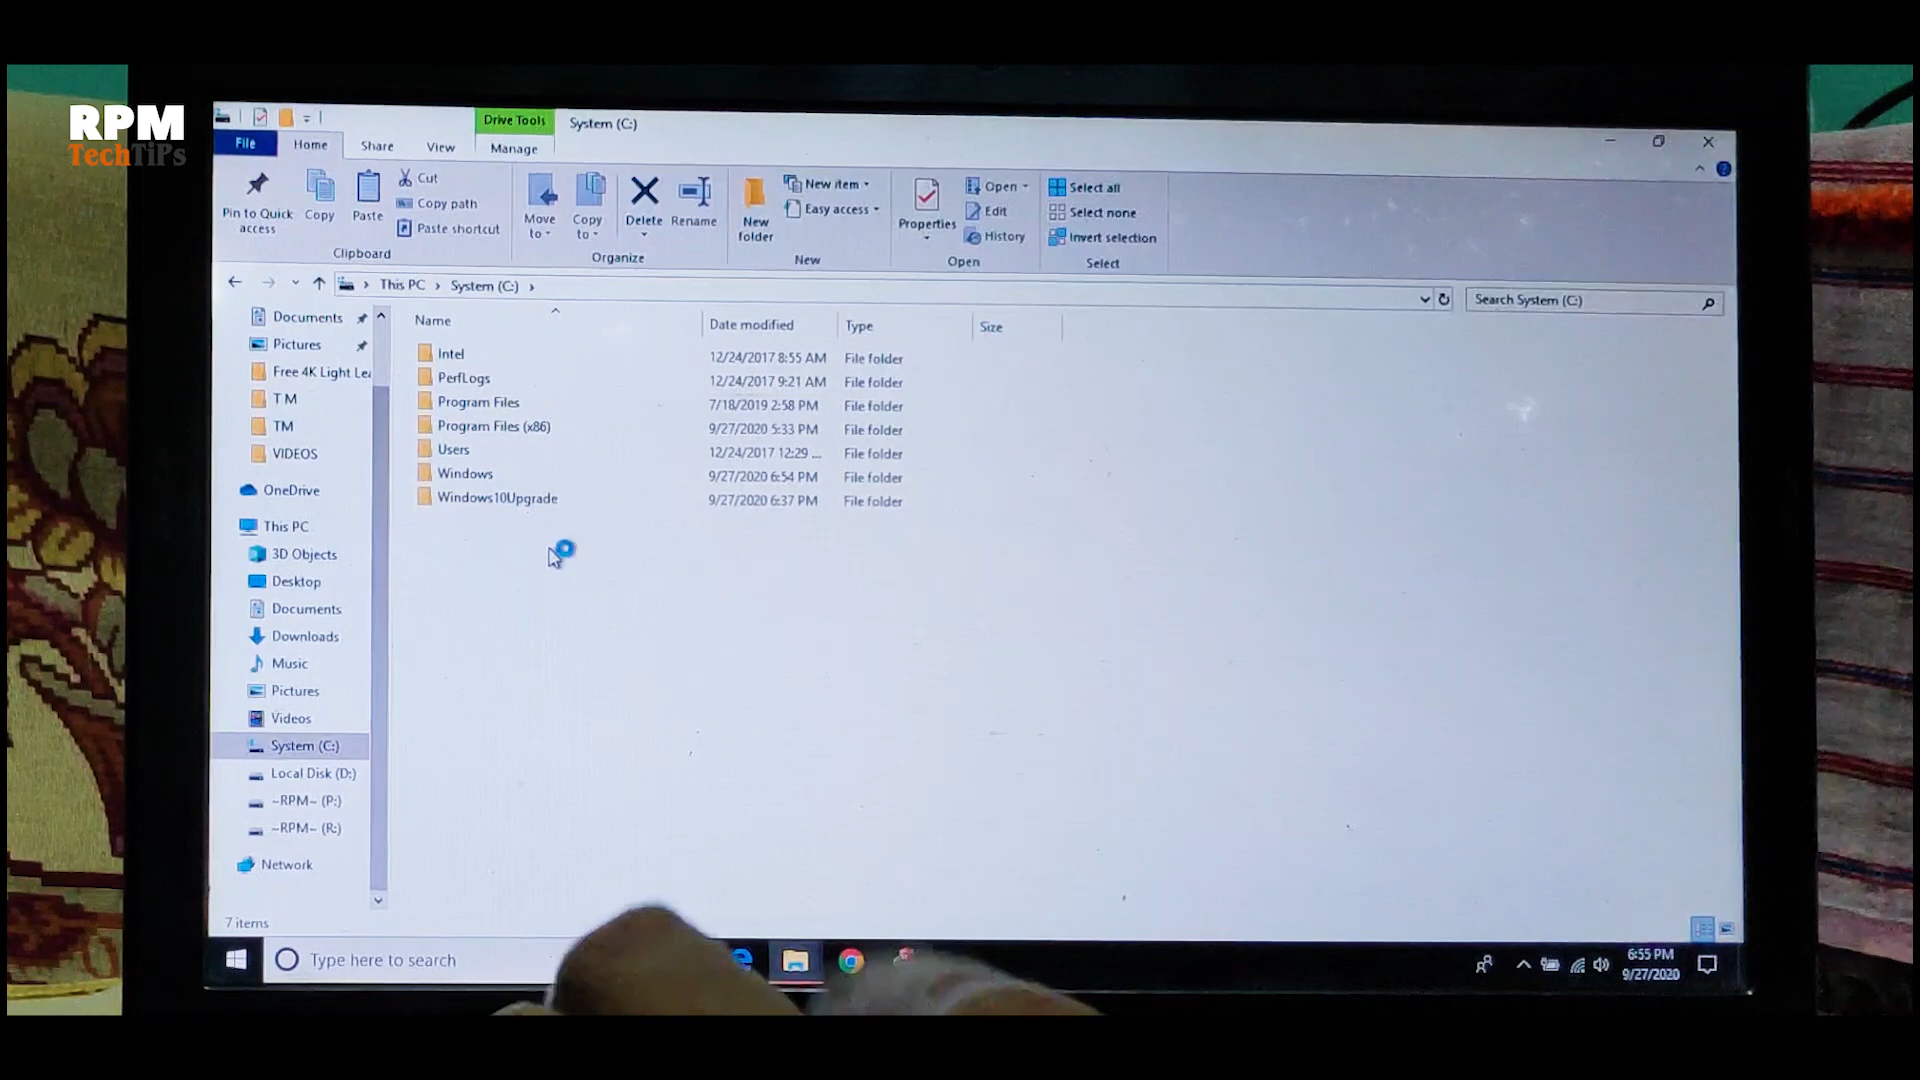 RPM
TechTiPs
Drive Tools
System (C:)
File
Home
Share
View
Manage
Pin to Quick
access
Copy
Paste
Cut
Copy path
Paste shortcut
Clipboard
Move
to
Copy
to
Delete
Rename
Organize
New
folder
New item
Easy access
New
Properties
Open
Edit
History
Open
Select all
Select none
Invert selection
Select
This PC › System (C:) ›
Search System (C:)
Documents
Pictures
Free 4K Light Lea
T M
TM
VIDEOS
OneDrive
This PC
3D Objects
Desktop
Documents
Downloads
Music
Pictures
Videos
System (C:)
Local Disk (D:)
~RPM~ (P:)
~RPM~ (R:)
Network
Name Date modified Type Size
Intel 12/24/2017 8:55 AM File folder
PerfLogs 12/24/2017 9:21 AM File folder
Program Files 7/18/2019 2:58 PM File folder
Program Files (x86) 9/27/2020 5:33 PM File folder
Users 12/24/2017 12:29 ... File folder
Windows 9/27/2020 6:54 PM File folder
Windows10Upgrade 9/27/2020 6:37 PM File folder
7 items
Type here to search
6:55 PM
9/27/2020